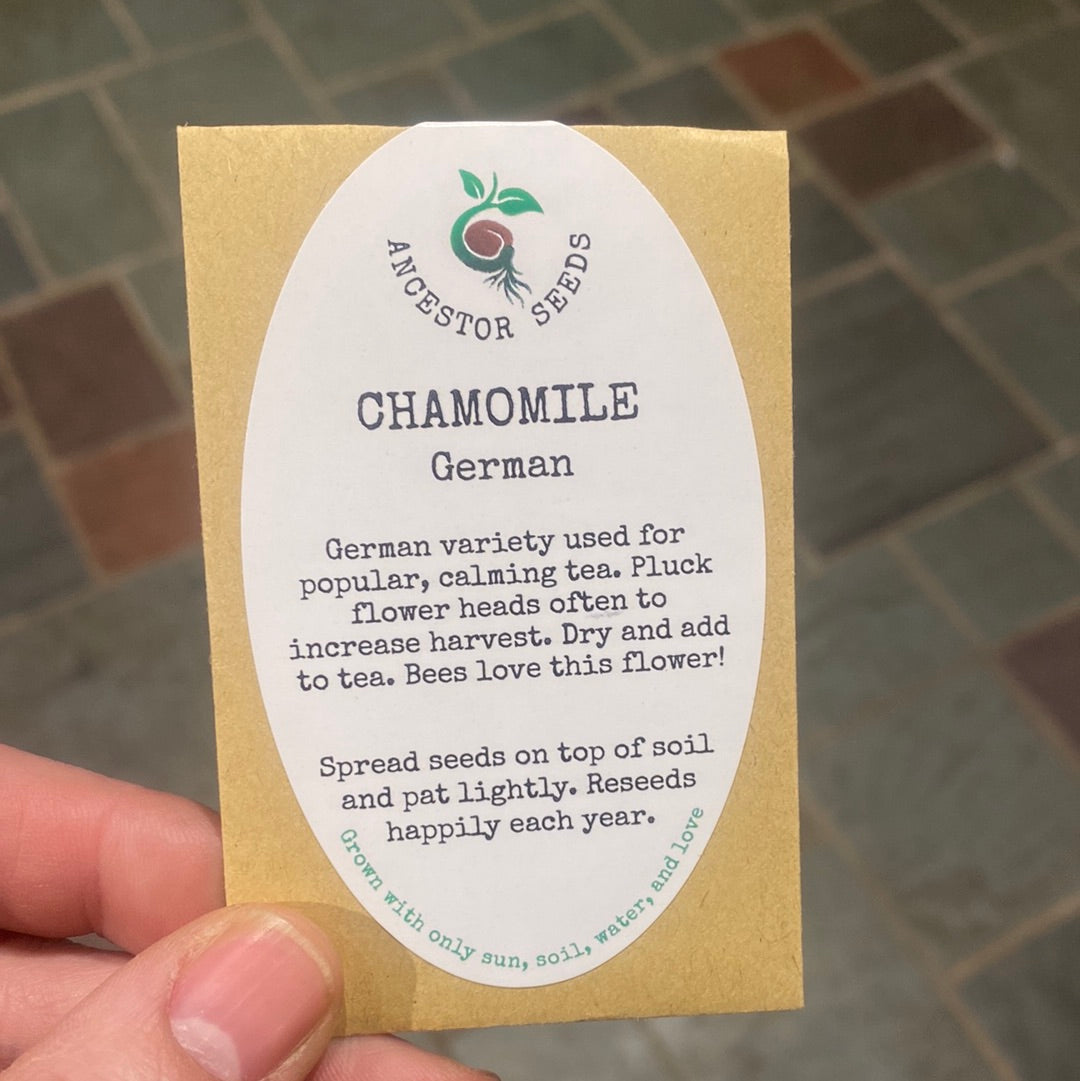 ANCESTOR SEEDS
CHAMOMILE
German
German variety used for
popular, calming tea. Pluck
flower heads often to
increase harvest. Dry and add
to tea. Bees love this flower!
Spread seeds on top of soil
and pat lightly. Reseeds
happily each year.
Grown with only sun, soil, water, and love